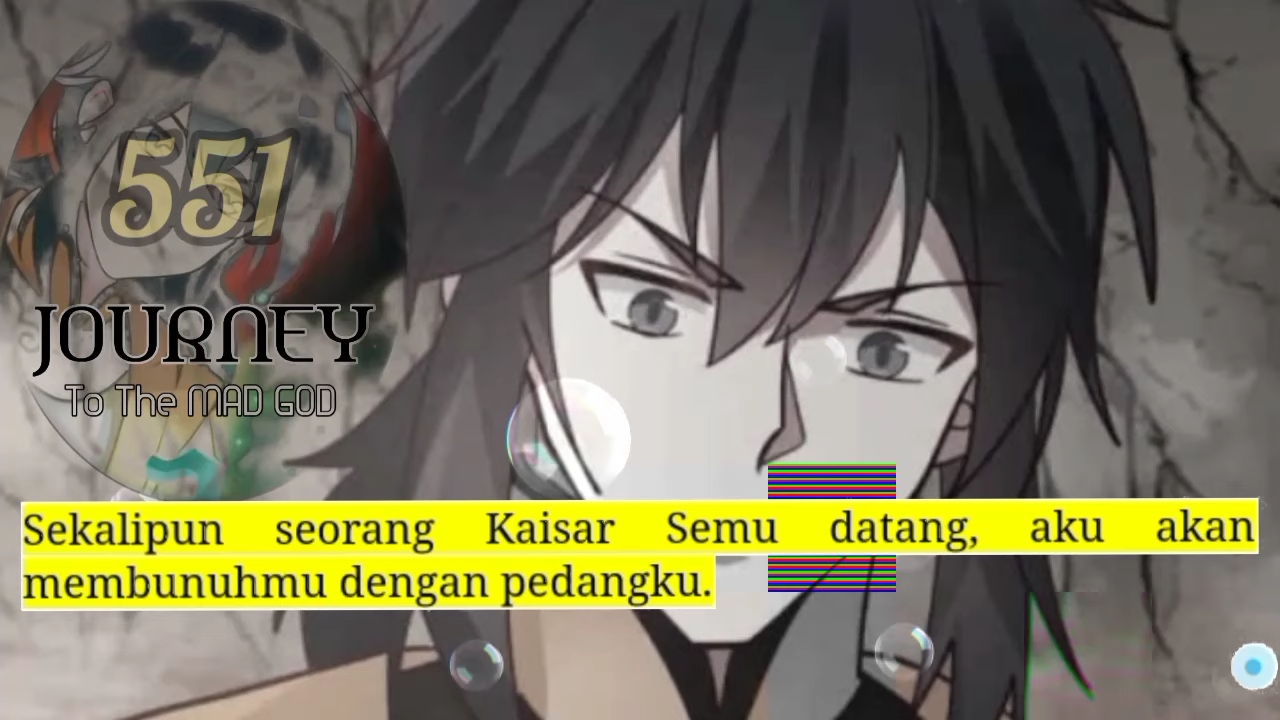 551
JOURNEY
To The MAD GOD
Sekalipun seorang Kaisar Semu datang, aku akan
membunuhmu dengan pedangku.